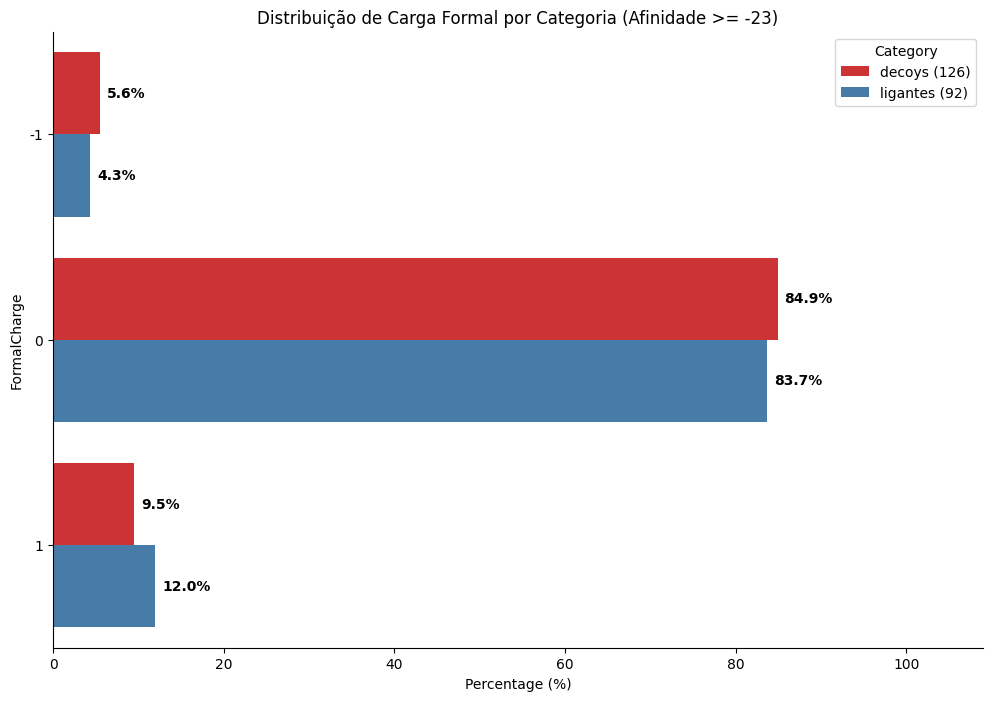 Distribuição de Carga Formal por Categoria (Afinidade >= -23)
Category
decoys (126)
ligantes (92)
FormalCharge
-1
5.6%
4.3%
0
84.9%
83.7%
1
9.5%
12.0%
0 20 40 60 80 100
Percentage (%)